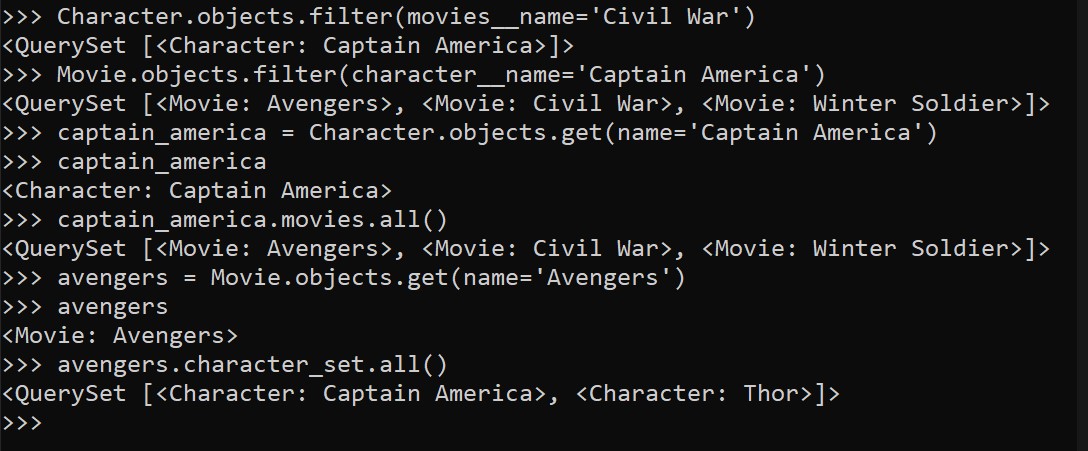 >>> Character.objects.filter(movies__name='Civil War')
<QuerySet [<Character: Captain America>]>
>>> Movie.objects.filter(character__name='Captain America')
<QuerySet [<Movie: Avengers>, <Movie: Civil War>, <Movie: Winter Soldier>]>
>>> captain_america = Character.objects.get(name='Captain America')
>>> captain_america
<Character: Captain America>
>>> captain_america.movies.all()
<QuerySet [<Movie: Avengers>, <Movie: Civil War>, <Movie: Winter Soldier>]>
>>> avengers = Movie.objects.get(name='Avengers')
>>> avengers
<Movie: Avengers>
>>> avengers.character_set.all()
<QuerySet [<Character: Captain America>, <Character: Thor>]>
>>>